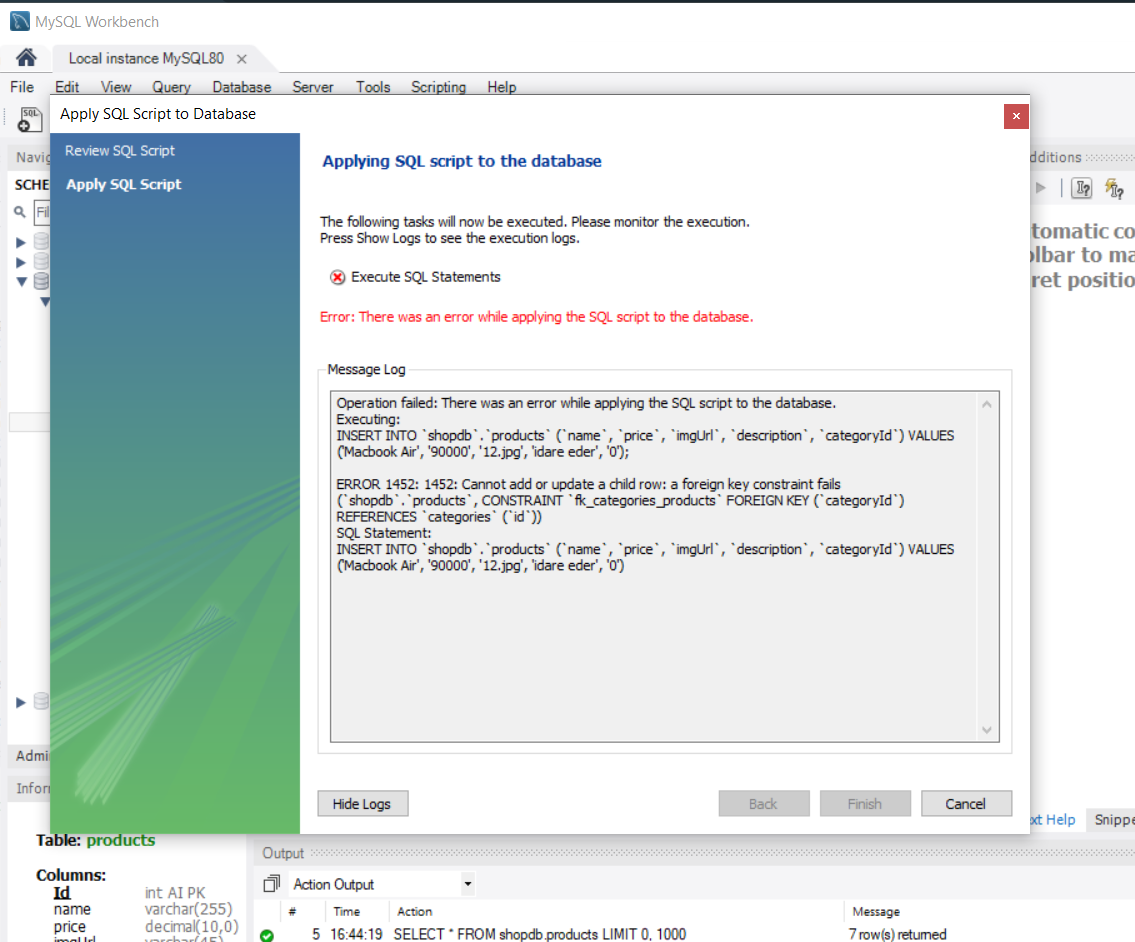 MySQL Workbench
Local instance MySQL80
File Edit View Query Database Server Tools Scripting Help
Apply SQL Script to Database
Review SQL Script
Apply SQL Script
Applying SQL script to the database
The following tasks will now be executed. Please monitor the execution.
Press Show Logs to see the execution logs.
Execute SQL Statements
Error: There was an error while applying the SQL script to the database.
Message Log
Operation failed: There was an error while applying the SQL script to the database.
Executing:
INSERT INTO `shopdb`.`products` (`name`, `price`, `imgUrl`, `description`, `categoryId`) VALUES
('Macbook Air', '90000', '12.jpg', 'idare eder', '0');
ERROR 1452: 1452: Cannot add or update a child row: a foreign key constraint fails
(`shopdb`.`products`, CONSTRAINT `fk_categories_products` FOREIGN KEY (`categoryId`)
REFERENCES `categories` (`id`))
SQL Statement:
INSERT INTO `shopdb`.`products` (`name`, `price`, `imgUrl`, `description`, `categoryId`) VALUES
('Macbook Air', '90000', '12.jpg', 'idare eder', '0')
Hide Logs
Back
Finish
Cancel
SQL
Navig
SCHE
Fil
dditions
tomatic co
lbar to ma
ret positio
Admi
Infor
xt Help
Snippe
Table: products
Columns:
Id int AI PK
name varchar(255)
price decimal(10,0)
imgUrl varchar(45)
Output
Action Output
# Time Action Message
5 16:44:19 SELECT * FROM shopdb.products LIMIT 0, 1000 7 row(s) returned